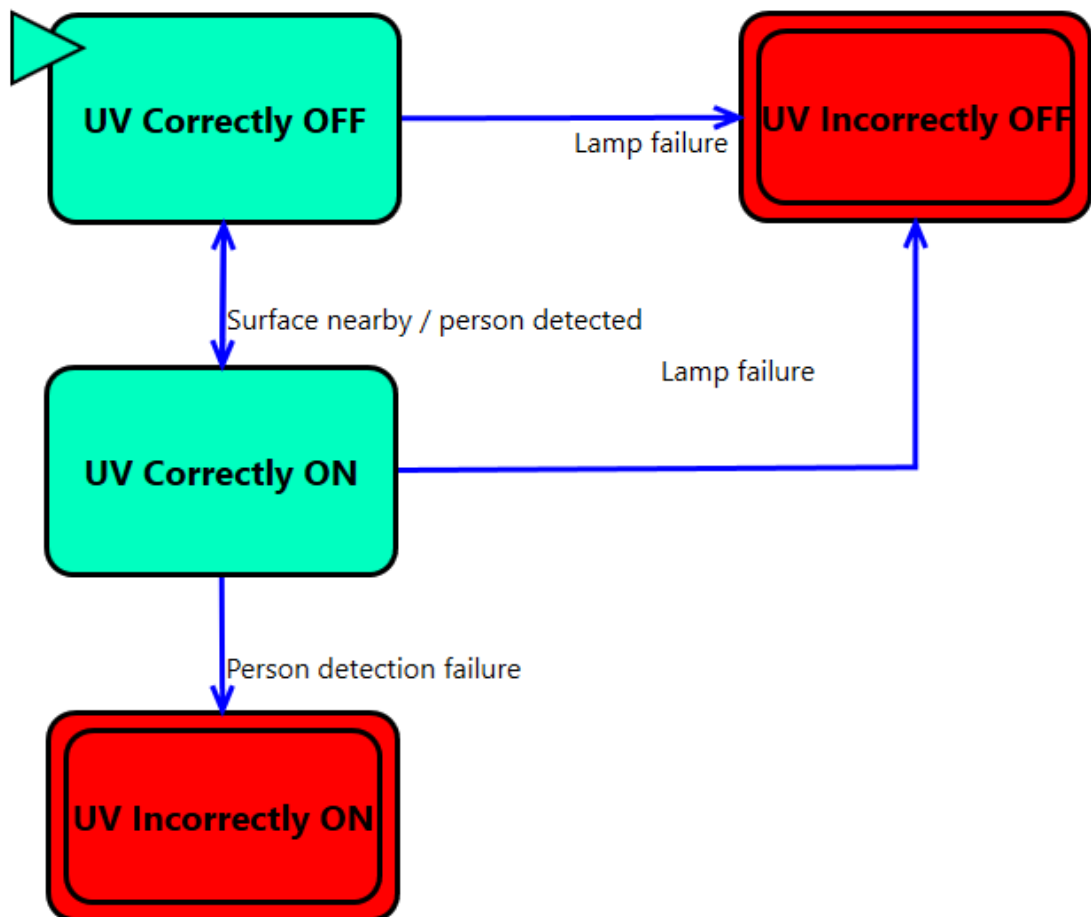 UV Correctly OFF
UV Incorrectly OFF
Lamp failure
Surface nearby / person detected
Lamp failure
UV Correctly ON
Person detection failure
UV Incorrectly ON